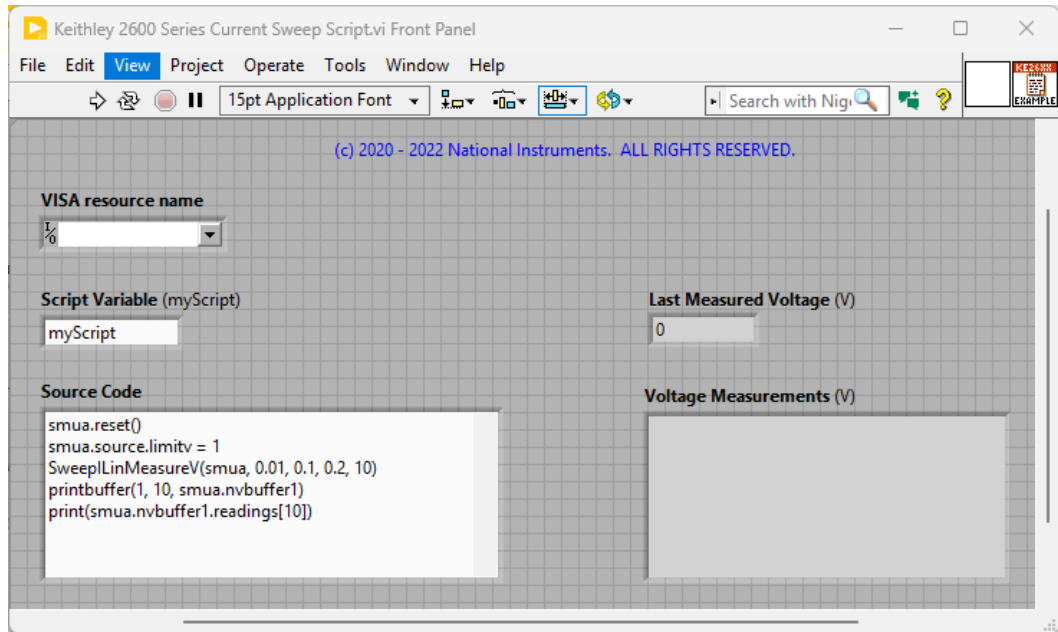 Keithley 2600 Series Current Sweep Script.vi Front Panel
File Edit View Project Operate Tools Window Help
15pt Application Font
Search with Nigi
KE26XX
EXAMPLE
(c) 2020 - 2022 National Instruments. ALL RIGHTS RESERVED.
VISA resource name
I/O
Script Variable (myScript)
myScript
Last Measured Voltage (V)
0
Source Code
smua.reset()
smua.source.limitv = 1
SweepILinMeasureV(smua, 0.01, 0.1, 0.2, 10)
printbuffer(1, 10, smua.nvbuffer1)
print(smua.nvbuffer1.readings[10])
Voltage Measurements (V)